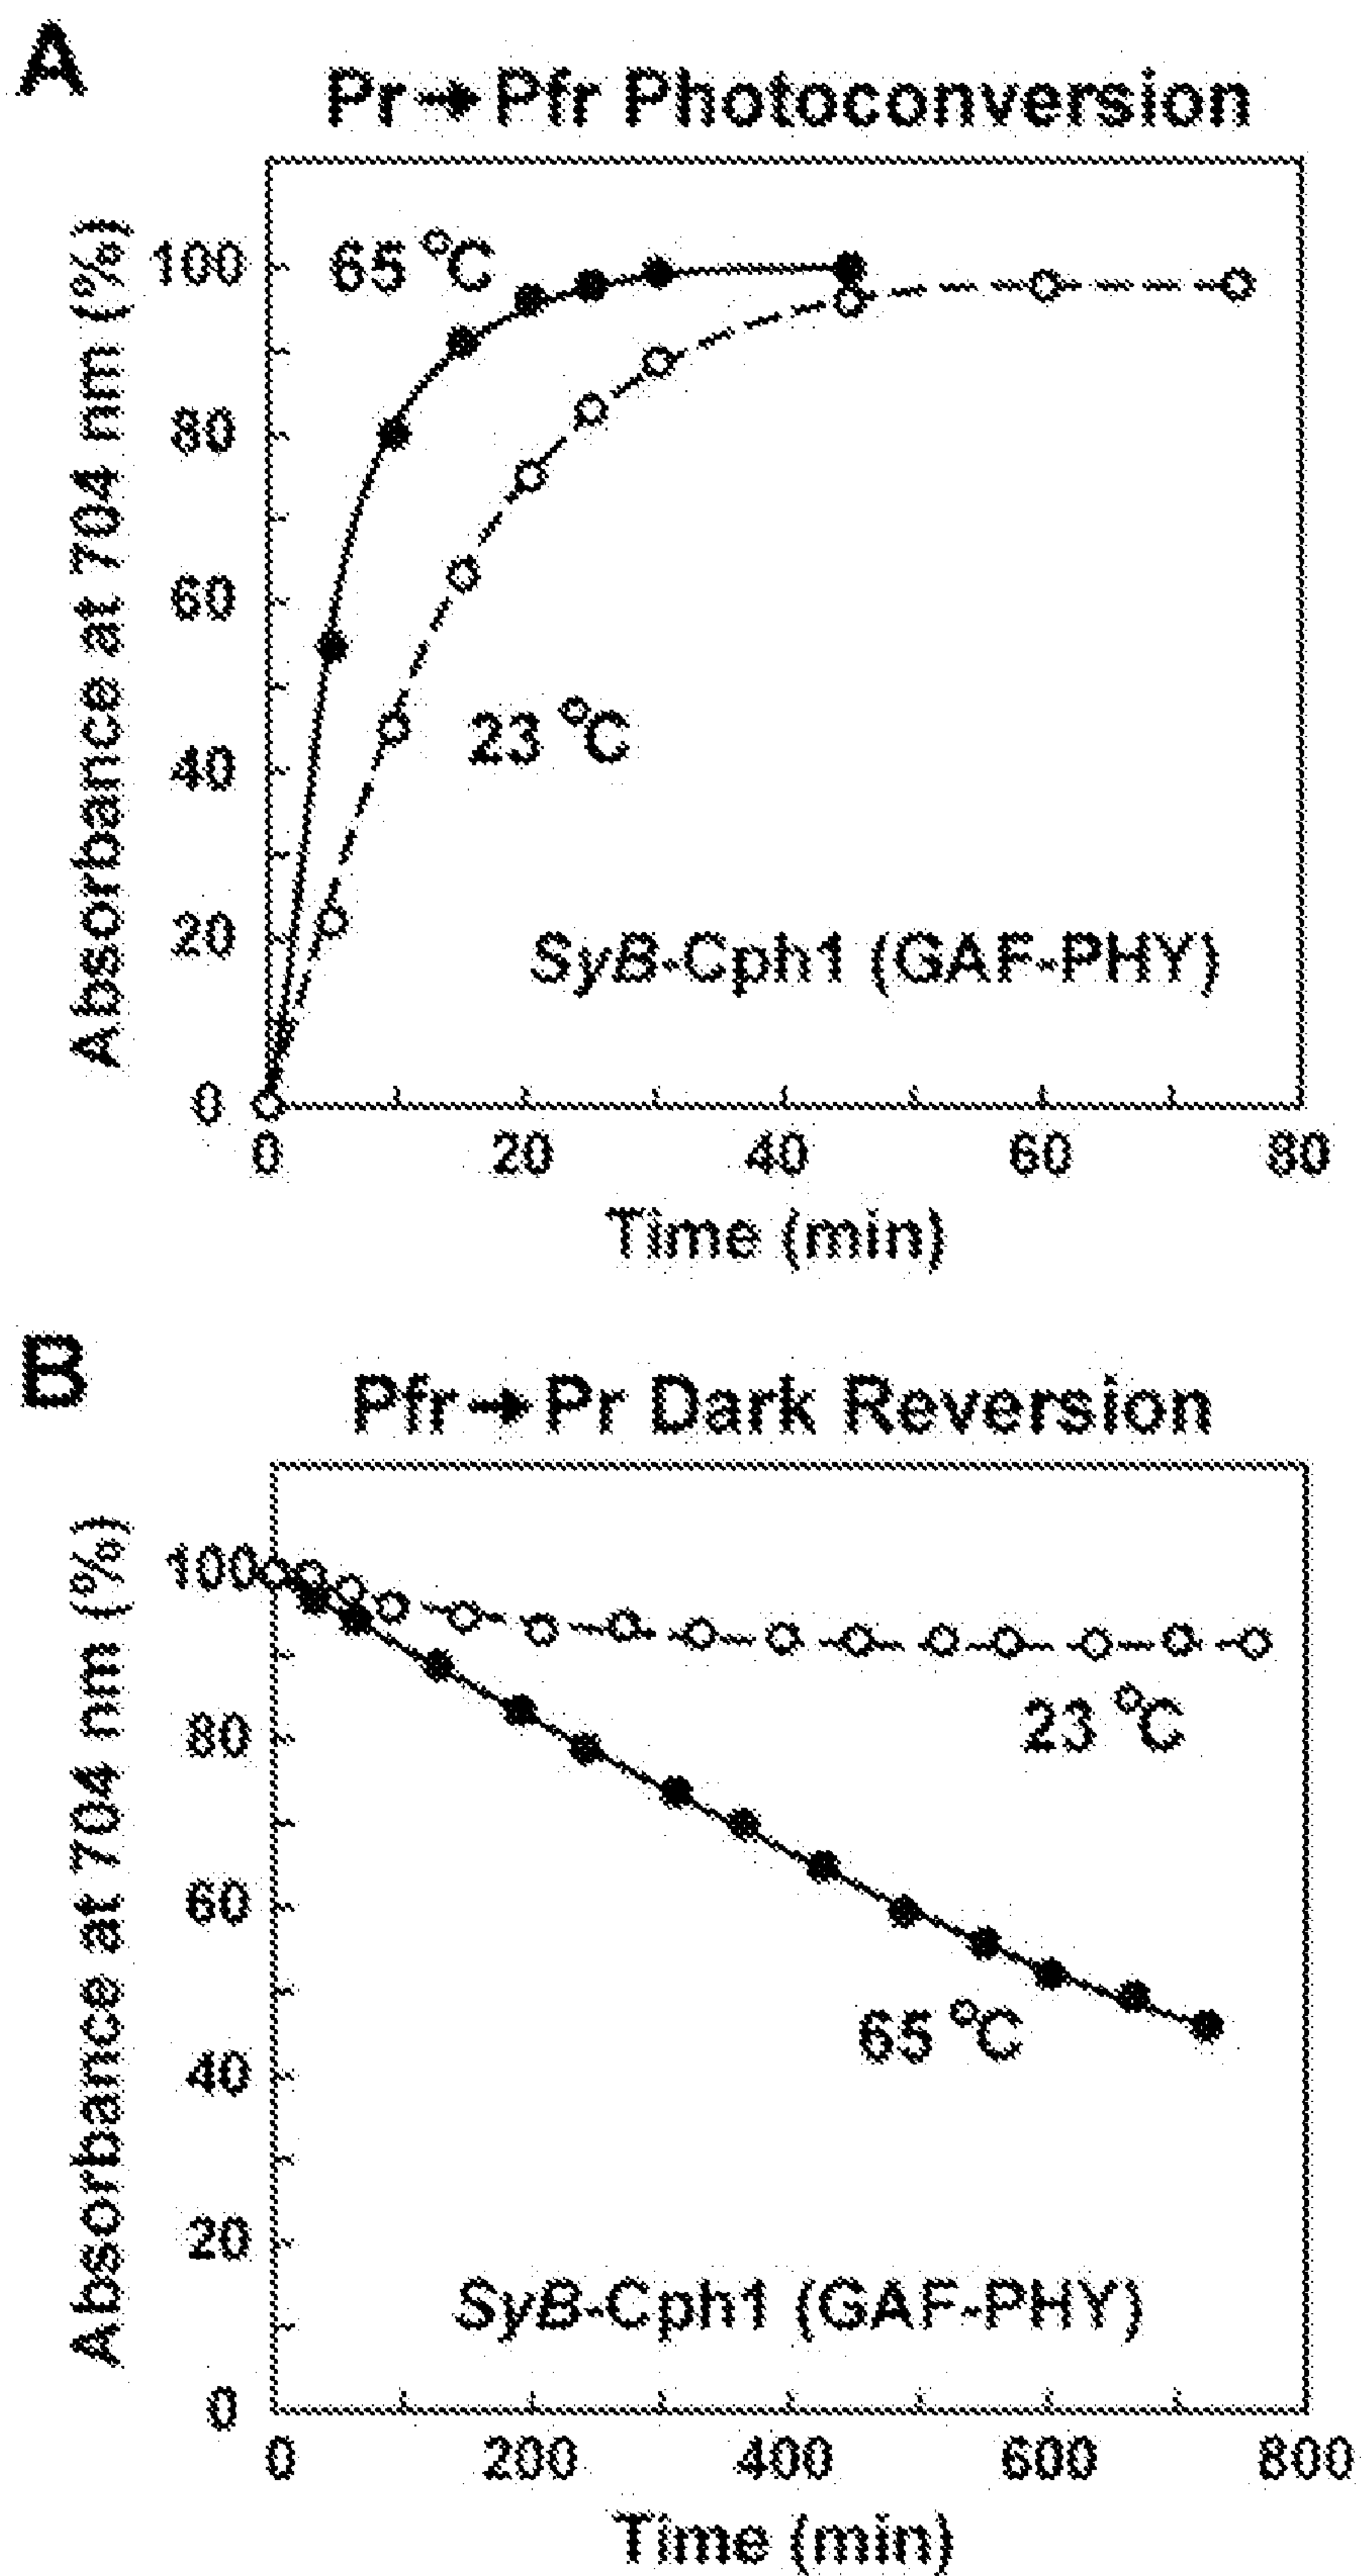 A
Pr→Pfr Photoconversion
Absorbance at 704 nm (%)
100
80
60
40
20
0
65 °C
23 °C
SyB-Cph1 (GAF-PHY)
0 20 40 60 80
Time (min)
B
Pfr→Pr Dark Reversion
Absorbance at 704 nm (%)
100
80
60
40
20
0
23 °C
65 °C
SyB-Cph1 (GAF-PHY)
0 200 400 600 800
Time (min)